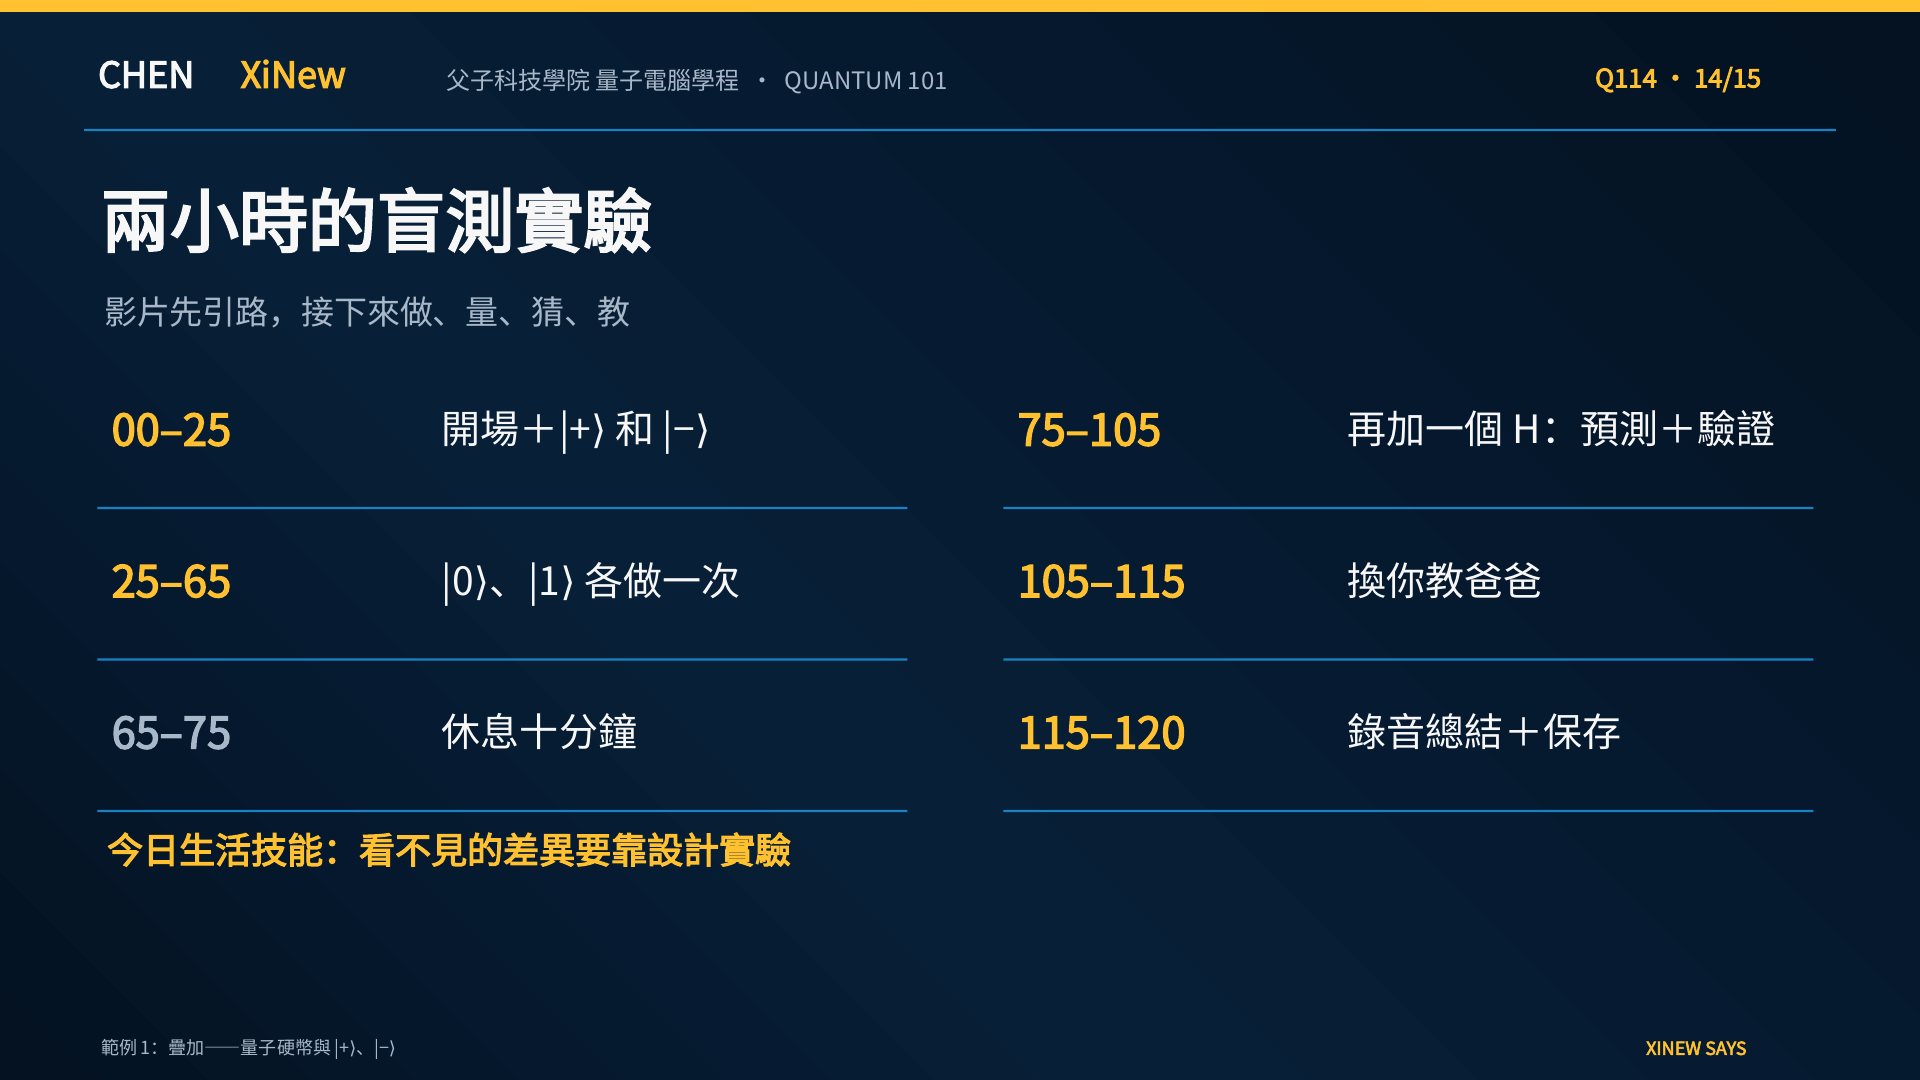 CHEN XiNew 父子科技學院 量子電腦學程 · QUANTUM 101 Q114 · 14/15
兩小時的盲測實驗
影片先引路，接下來做、量、猜、教
00–25 開場＋|+⟩ 和 |−⟩
25–65 |0⟩、|1⟩ 各做一次
65–75 休息十分鐘
75–105 再加一個 H：預測＋驗證
105–115 換你教爸爸
115–120 錄音總結＋保存
今日生活技能：看不見的差異要靠設計實驗
範例 1：疊加——量子硬幣與 |+⟩、|−⟩
XINEW SAYS